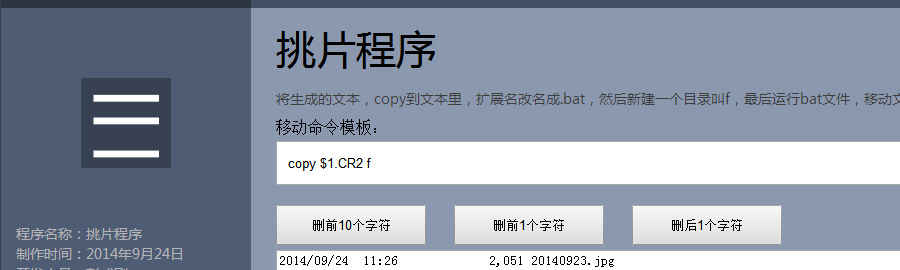 挑片程序
将生成的文本，copy到文本里，扩展名改名成.bat，然后新建一个目录叫f，最后运行bat文件，移动
移动命令模板：
copy $1.CR2 f
删前10个字符
删前1个字符
删后1个字符
2014/09/24 11:26 2,051 20140923.jpg
程序名称：挑片程序
制作时间：2014年9月24日